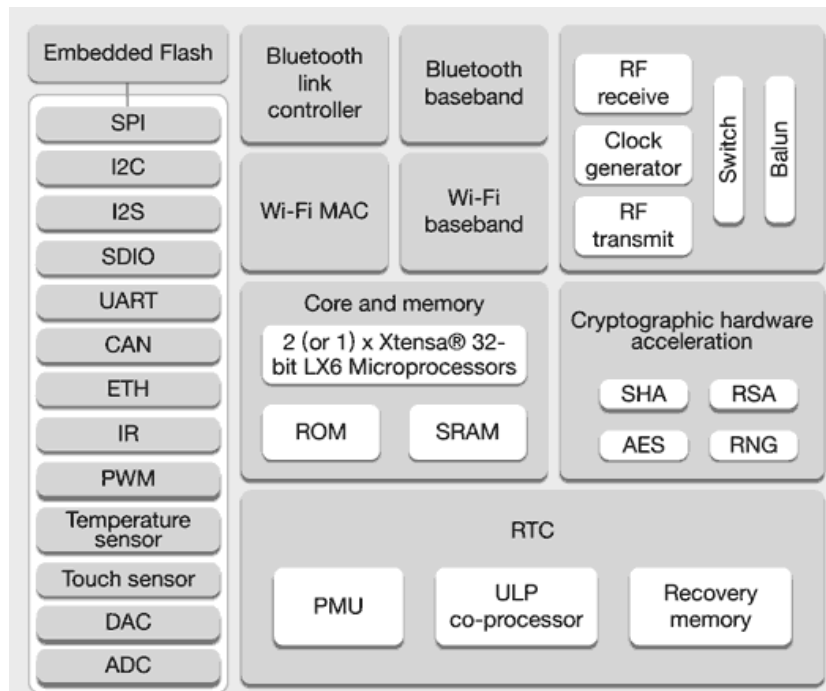 Embedded Flash
SPI
I2C
I2S
SDIO
UART
CAN
ETH
IR
PWM
Temperature
sensor
Touch sensor
DAC
ADC
Bluetooth
link
controller
Bluetooth
baseband
Wi-Fi MAC
Wi-Fi
baseband
RF
receive
Clock
generator
RF
transmit
Switch
Balun
Core and memory
2 (or 1) x Xtensa® 32-
bit LX6 Microprocessors
ROM
SRAM
Cryptographic hardware
acceleration
SHA
RSA
AES
RNG
RTC
PMU
ULP
co-processor
Recovery
memory